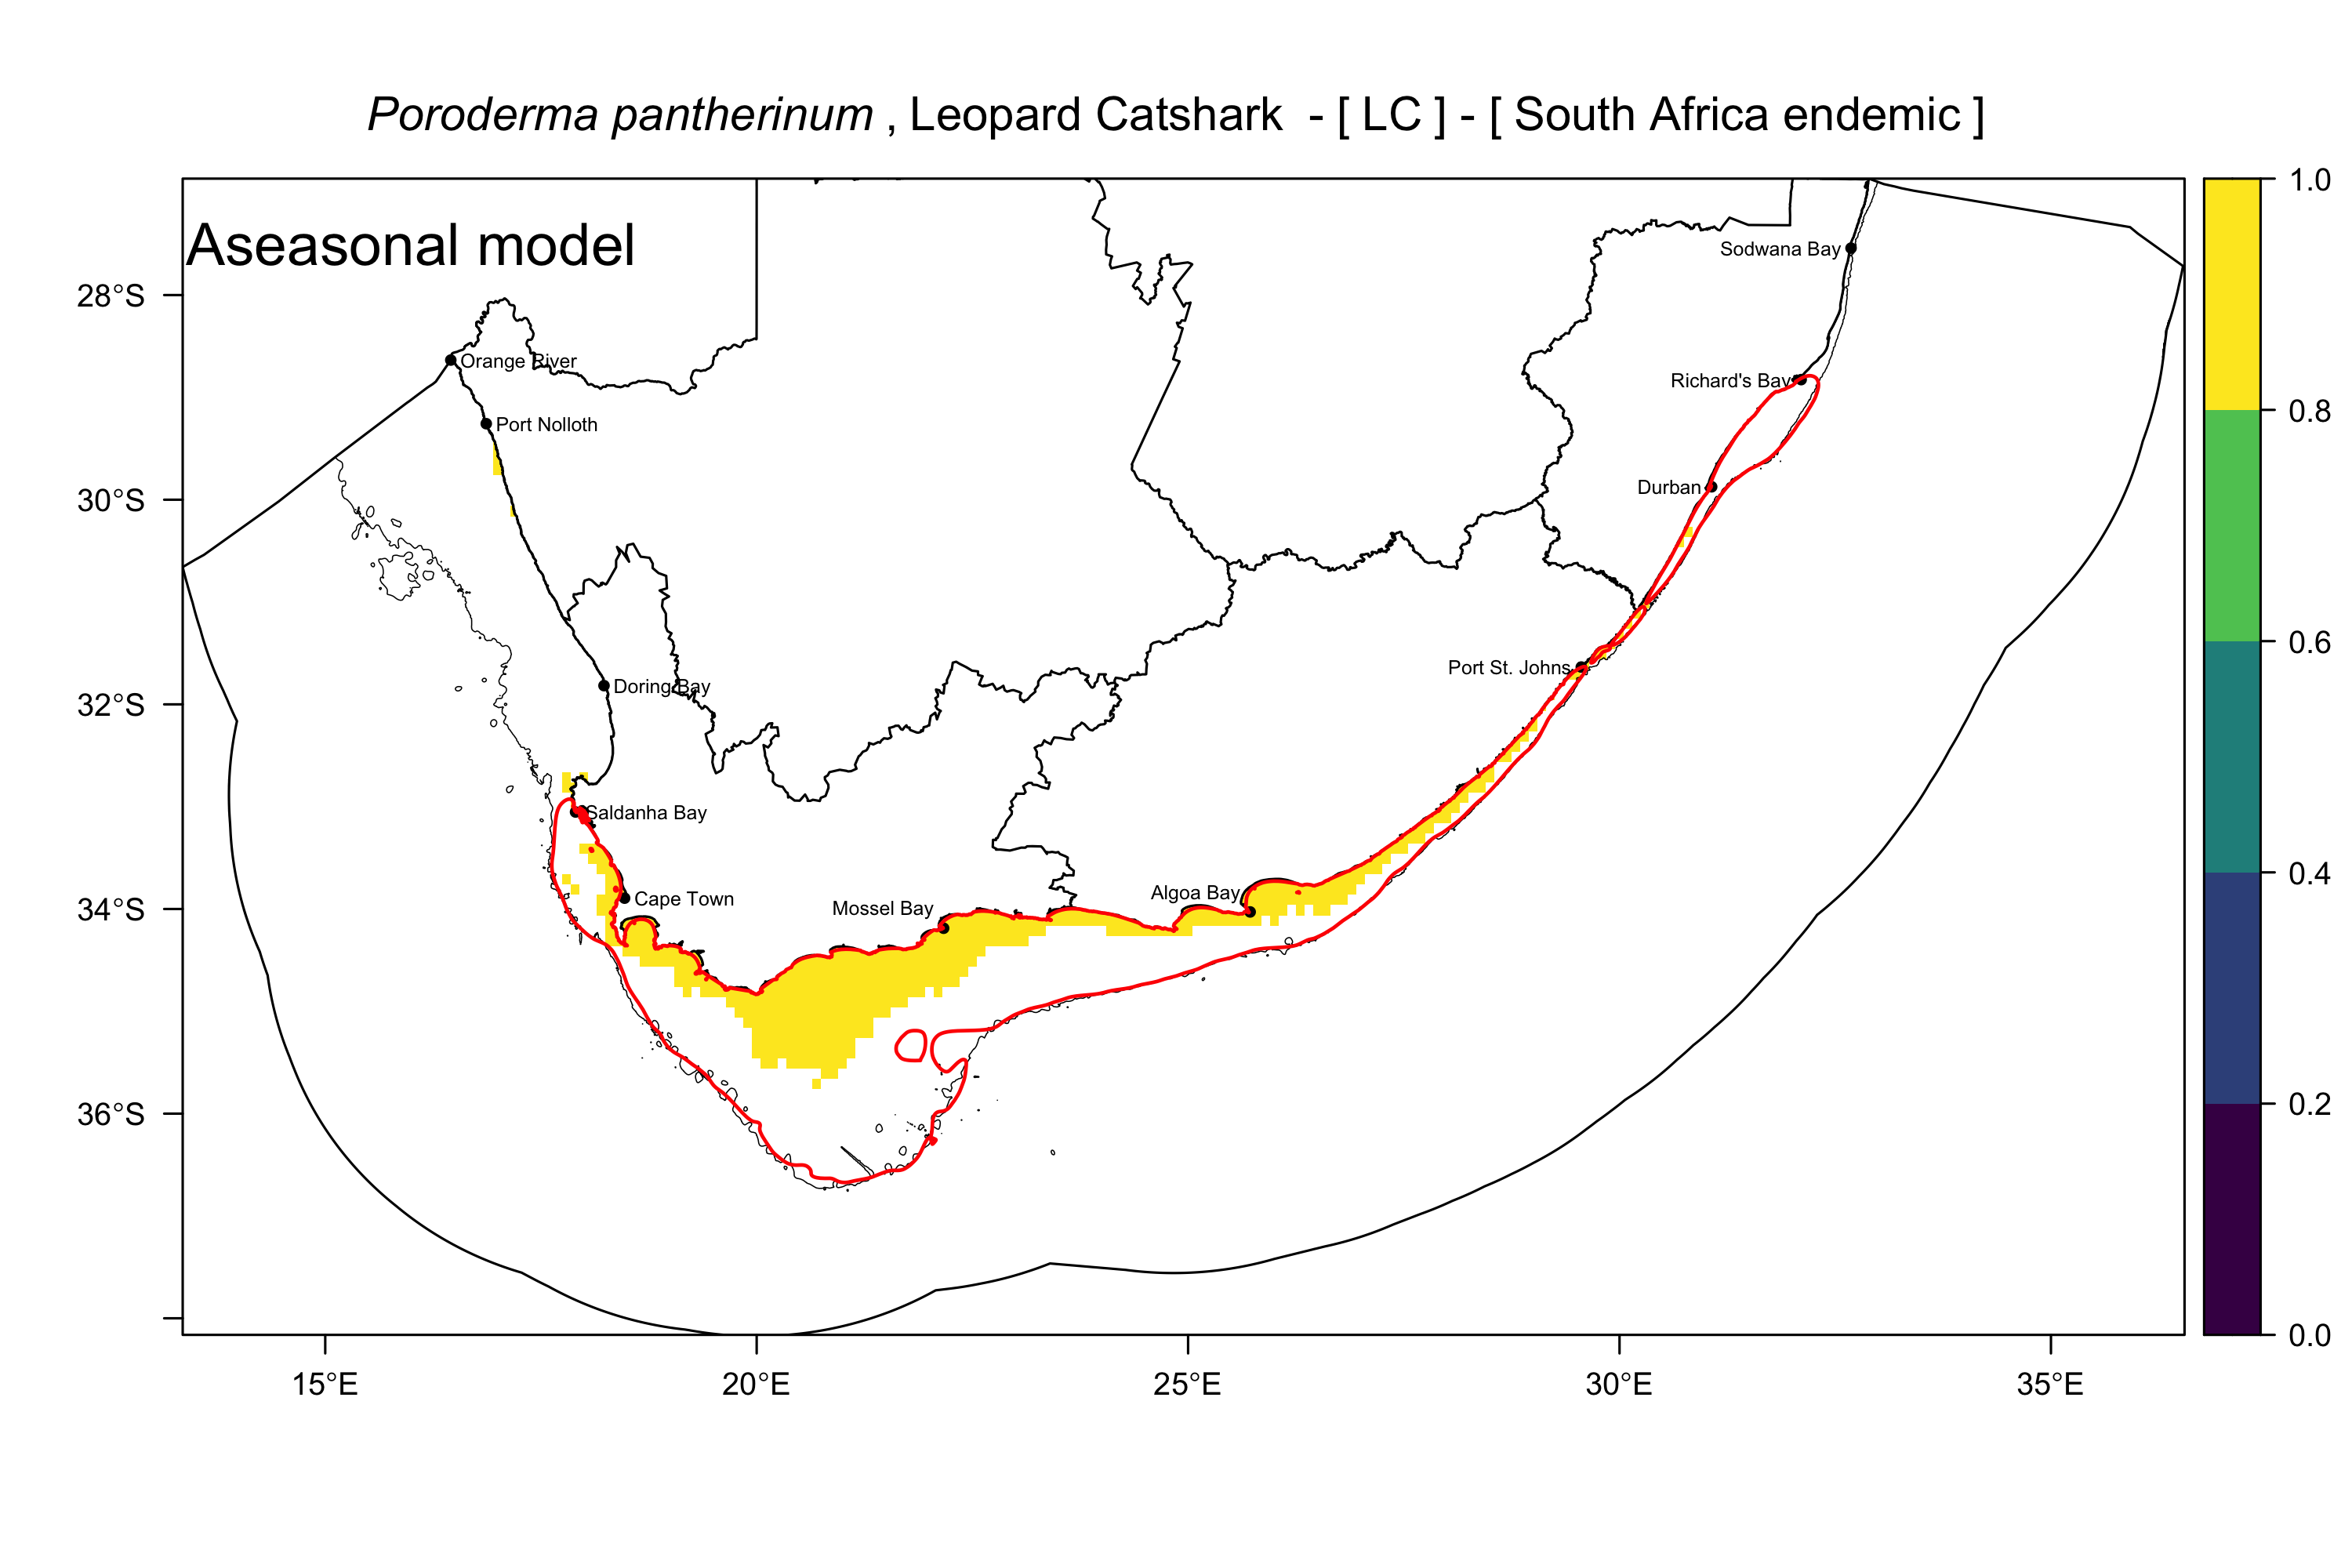 Poroderma pantherinum , Leopard Catshark - [ LC ] - [ South Africa endemic ]
Aseasonal model
Sodwana Bay
Orange River
Port Nolloth
Richard's Bay
Durban
Port St. Johns
Doring Bay
Saldanha Bay
Cape Town
Mossel Bay
Algoa Bay
28°S
30°S
32°S
34°S
36°S
15°E
20°E
25°E
30°E
35°E
1.0
0.8
0.6
0.4
0.2
0.0